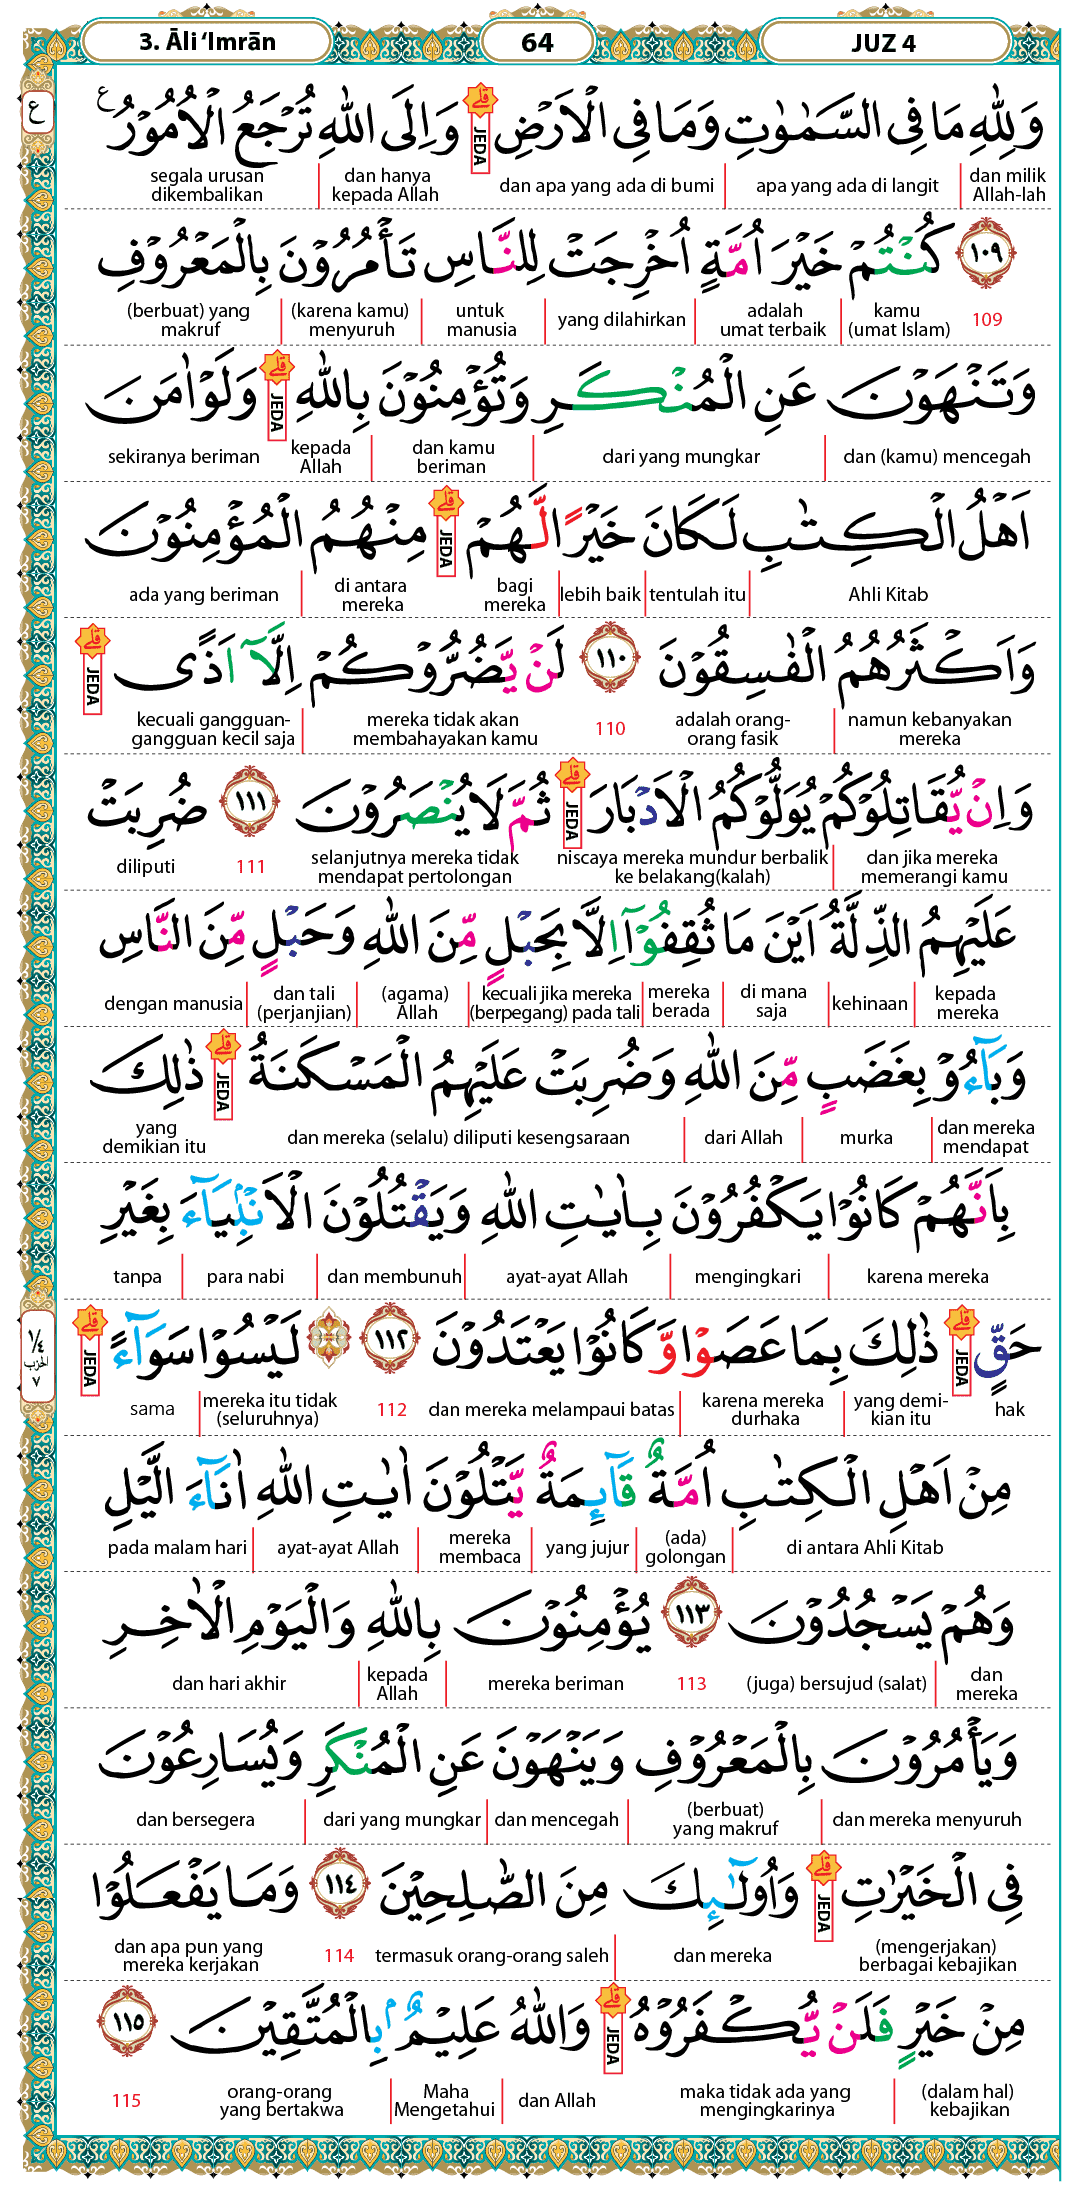 3. Āli ‘Imrān
64
JUZ 4
ع
وَلِلّٰهِ مَا فِى السَّمٰوٰتِ وَمَا فِى الْاَرْضِ ۗ وَاِلَى اللّٰهِ تُرْجَعُ الْاُمُوْرُ ࣖ
JEDA
dan milik Allah-lah | apa yang ada di langit | dan apa yang ada di bumi | dan hanya kepada Allah | segala urusan dikembalikan
١٠٩ كُنْتُمْ خَيْرَ اُمَّةٍ اُخْرِجَتْ لِلنَّاسِ تَأْمُرُوْنَ بِالْمَعْرُوْفِ
109 kamu (umat Islam) | adalah umat terbaik | yang dilahirkan | untuk manusia | (karena kamu) menyuruh | (berbuat) yang makruf
وَتَنْهَوْنَ عَنِ الْمُنْكَرِ وَتُؤْمِنُوْنَ بِاللّٰهِ ۗ وَلَوْ اٰمَنَ
JEDA
dan (kamu) mencegah | dari yang mungkar | dan kamu beriman | kepada Allah sekiranya beriman
اَهْلُ الْكِتٰبِ لَكَانَ خَيْرًا لَّهُمْ ۗ مِنْهُمُ الْمُؤْمِنُوْنَ
JEDA
Ahli Kitab | tentulah itu | lebih baik | bagi mereka di antara mereka | ada yang beriman
وَاَكْثَرُهُمُ الْفٰسِقُوْنَ ١١٠ لَنْ يَّضُرُّوْكُمْ اِلَّآ اَذًى ۗ
JEDA
namun kebanyakan mereka | adalah orang-orang fasik 110 mereka tidak akan membahayakan kamu | kecuali gangguan-gangguan kecil saja
وَاِنْ يُّقَاتِلُوْكُمْ يُوَلُّوْكُمُ الْاَدْبَارَ ۗ ثُمَّ لَا يُنْصَرُوْنَ ١١١ ضُرِبَتْ
JEDA
dan jika mereka memerangi kamu | niscaya mereka mundur berbalik ke belakang(kalah) selanjutnya mereka tidak mendapat pertolongan 111 diliputi
عَلَيْهِمُ الذِّلَّةُ اَيْنَ مَا ثُقِفُوْٓا اِلَّا بِحَبْلٍ مِّنَ اللّٰهِ وَحَبْلٍ مِّنَ النَّاسِ
kepada mereka | kehinaan | di mana saja | mereka berada | kecuali jika mereka (berpegang) pada tali | (agama) Allah | dan tali (perjanjian) | dengan manusia
وَبَاۤءُوْ بِغَضَبٍ مِّنَ اللّٰهِ وَضُرِبَتْ عَلَيْهِمُ الْمَسْكَنَةُ ۗ ذٰلِكَ
JEDA
dan mereka mendapat | murka | dari Allah | dan mereka (selalu) diliputi kesengsaraan yang demikian itu
بِاَنَّهُمْ كَانُوْا يَكْفُرُوْنَ بِاٰيٰتِ اللّٰهِ وَيَقْتُلُوْنَ الْاَنْۢبِيَاۤءَ بِغَيْرِ
karena mereka | mengingkari | ayat-ayat Allah | dan membunuh | para nabi | tanpa
حَقٍّ ۗ ذٰلِكَ بِمَا عَصَوْا وَّكَانُوْا يَعْتَدُوْنَ ١١٢ ۞ لَيْسُوْا سَوَاۤءً ۗ
JEDA
JEDA
hak yang demi-kian itu | karena mereka durhaka | dan mereka melampaui batas 112 mereka itu tidak (seluruhnya) | sama
¼ الحزب ٧
مِنْ اَهْلِ الْكِتٰبِ اُمَّةٌ قَاۤىِٕمَةٌ يَّتْلُوْنَ اٰيٰتِ اللّٰهِ اٰنَاۤءَ الَّيْلِ
di antara Ahli Kitab | (ada) golongan | yang jujur | mereka membaca | ayat-ayat Allah | pada malam hari
وَهُمْ يَسْجُدُوْنَ ١١٣ يُؤْمِنُوْنَ بِاللّٰهِ وَالْيَوْمِ الْاٰخِرِ
dan mereka | (juga) bersujud (salat) 113 mereka beriman | kepada Allah | dan hari akhir
وَيَأْمُرُوْنَ بِالْمَعْرُوْفِ وَيَنْهَوْنَ عَنِ الْمُنْكَرِ وَيُسَارِعُوْنَ
dan mereka menyuruh | (berbuat) yang makruf | dan mencegah | dari yang mungkar | dan bersegera
فِى الْخَيْرٰتِ ۗ وَاُولٰۤىِٕكَ مِنَ الصّٰلِحِيْنَ ١١٤ وَمَا يَفْعَلُوْا
JEDA
(mengerjakan) berbagai kebajikan dan mereka | termasuk orang-orang saleh 114 dan apa pun yang mereka kerjakan
مِنْ خَيْرٍ فَلَنْ يُّكْفَرُوْهُ ۗ وَاللّٰهُ عَلِيْمٌ ۢ بِالْمُتَّقِيْنَ ١١٥
JEDA
(dalam hal) kebajikan | maka tidak ada yang mengingkarinya dan Allah | Maha Mengetahui | orang-orang yang bertakwa 115